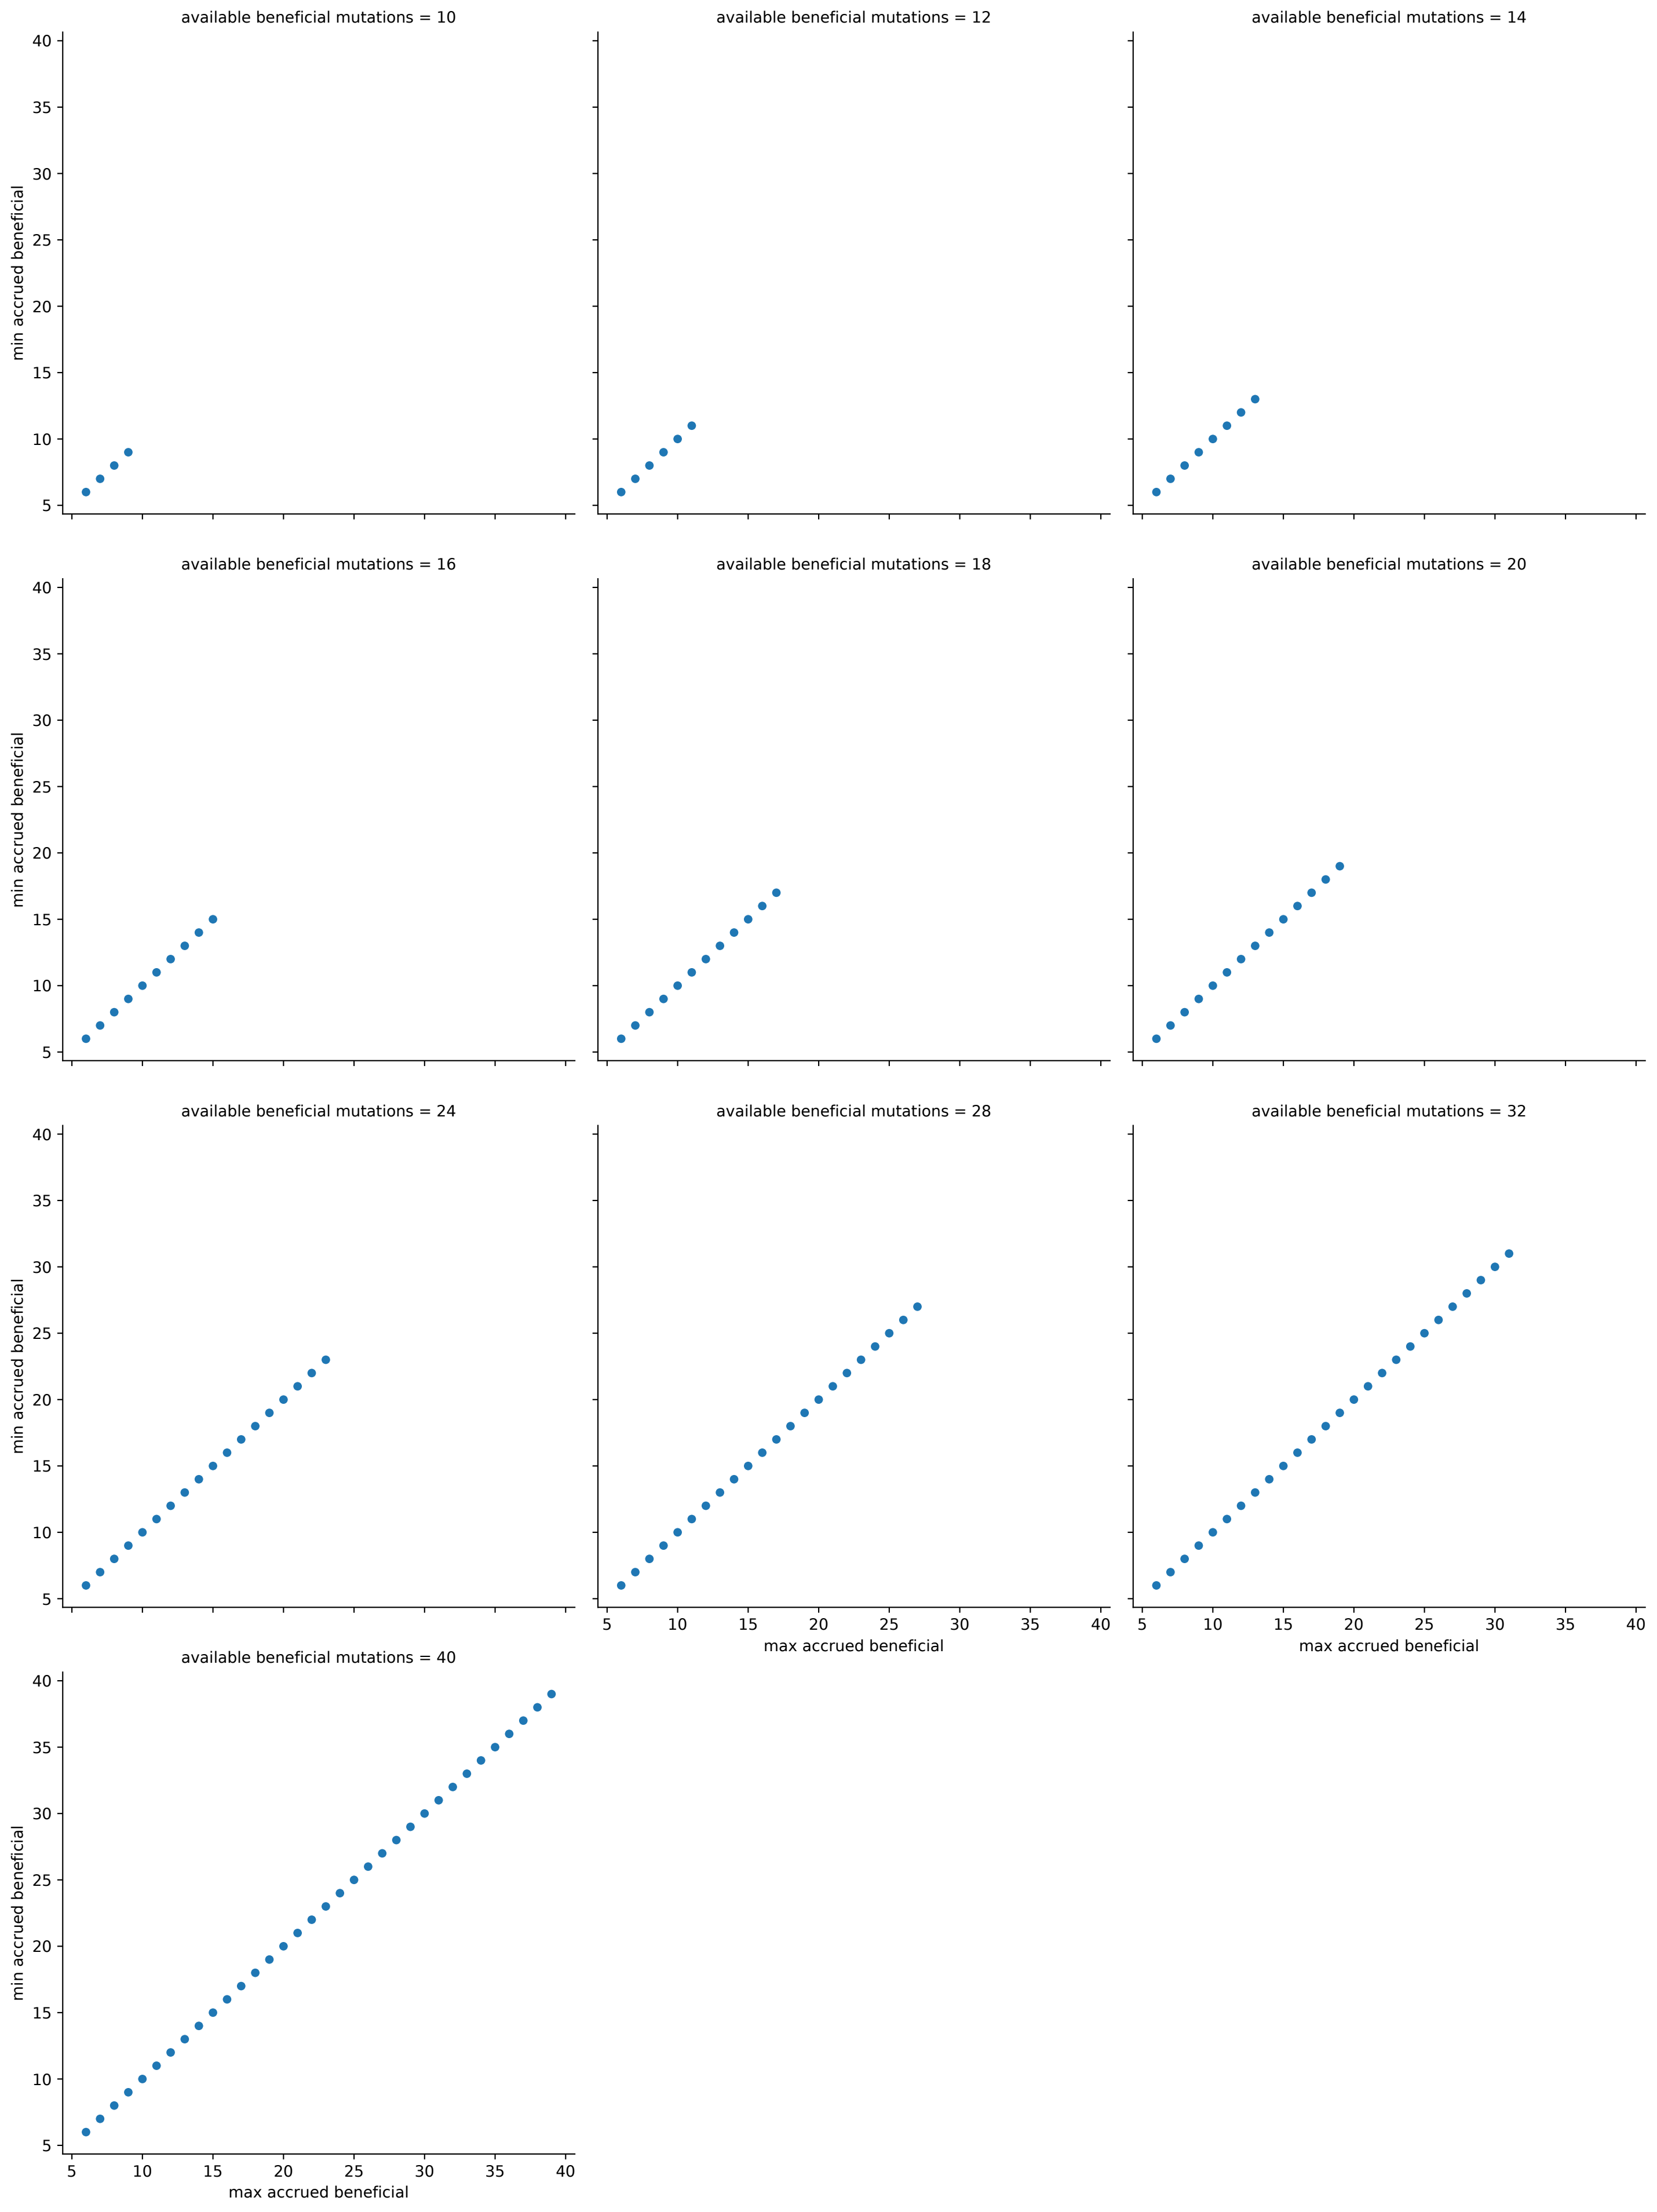 available beneficial mutations = 10
available beneficial mutations = 12
available beneficial mutations = 14
40
35
30
25
20
15
10
5
min accrued beneficial
available beneficial mutations = 16
available beneficial mutations = 18
available beneficial mutations = 20
40
35
30
25
20
15
10
5
min accrued beneficial
available beneficial mutations = 24
available beneficial mutations = 28
available beneficial mutations = 32
40
35
30
25
20
15
10
5
min accrued beneficial
5 10 15 20 25 30 35 40
max accrued beneficial
5 10 15 20 25 30 35 40
max accrued beneficial
available beneficial mutations = 40
40
35
30
25
20
15
10
5
min accrued beneficial
5 10 15 20 25 30 35 40
max accrued beneficial